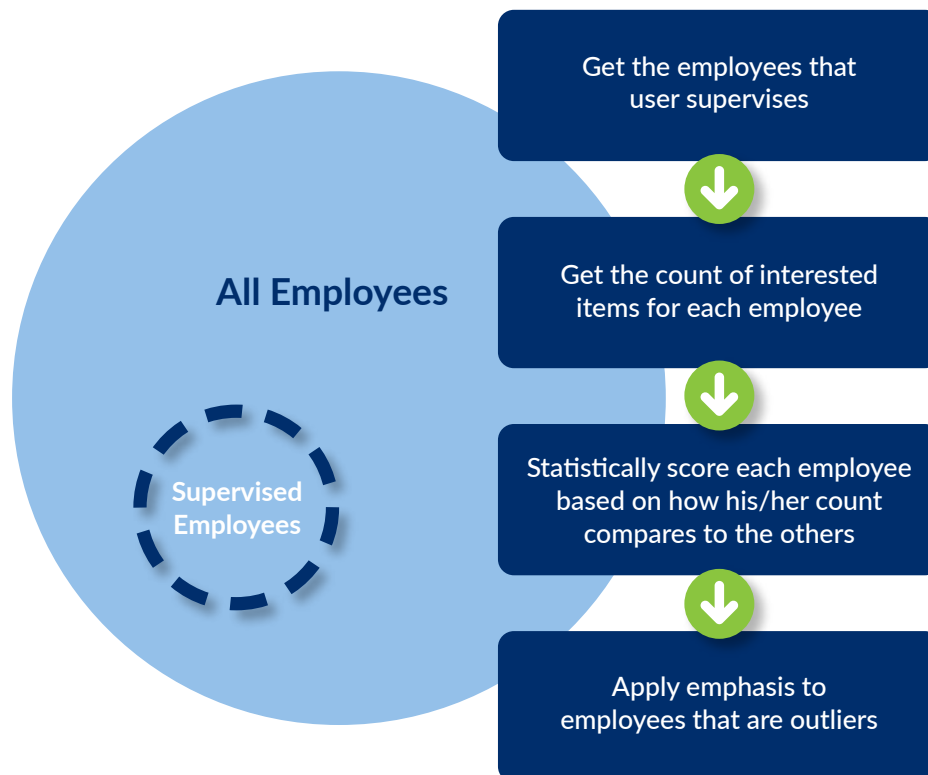 Get the employees that
user supervises
All Employees
Get the count of interested
items for each employee
Statistically score each employee
based on how his/her count
compares to the others
Supervised
Employees
Apply emphasis to
employees that are outliers